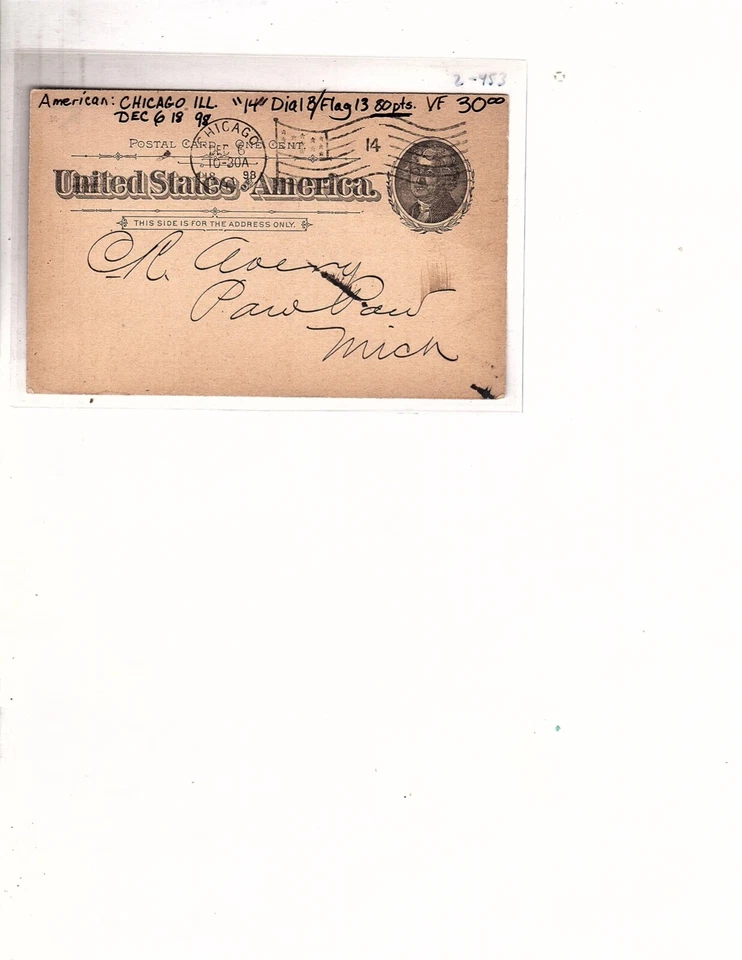 2-453
American: CHICAGO ILL. "14" Dial 8/Flag 13 80pts. VF 30⁰⁰
DEC 6 18 98
CHICAGO
DEC 6
10-30A
18 98
14
POSTAL CARD - ONE CENT.
United States of America.
THIS SIDE IS FOR THE ADDRESS ONLY.
Avery
Paw Paw
Mich